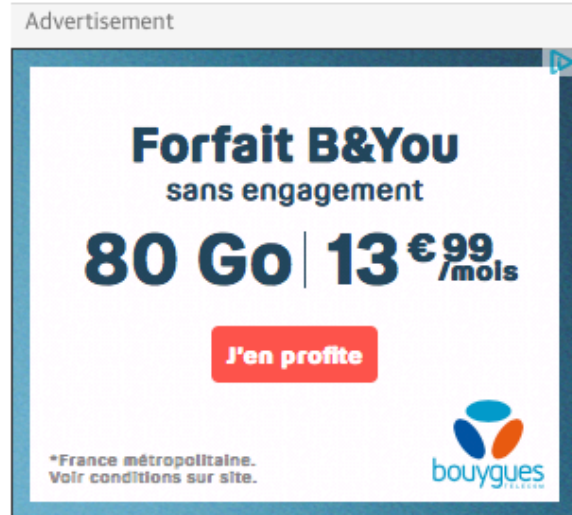 Advertisement
Forfait B&You
sans engagement
80 Go | 13€99/mois
J'en profite
*France métropolitaine.
Voir conditions sur site.
bouygues
TELECOM